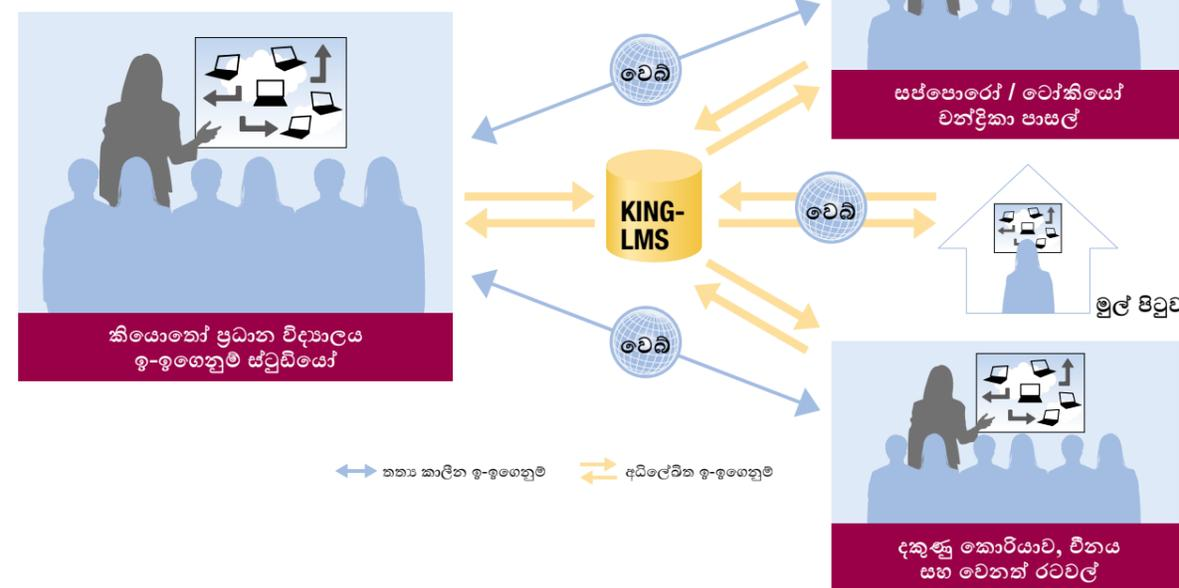 වෙබ්
සප්පොරෝ / ටෝකියෝ
චන්ද්‍රිකා පාසල්
KING-
LMS
වෙබ්
මුල් පිටුව
කියොතෝ ප්‍රධාන විද්‍යාලය
ඉ-ඉගෙනුම් ස්ටුඩියෝ
වෙබ්
තත්‍ය කාලීන ඉ-ඉගෙනුම්
අධිලේඛිත ඉ-ඉගෙනුම්
දකුණු කොරියාව, චීනය
සහ වෙනත් රටවල්